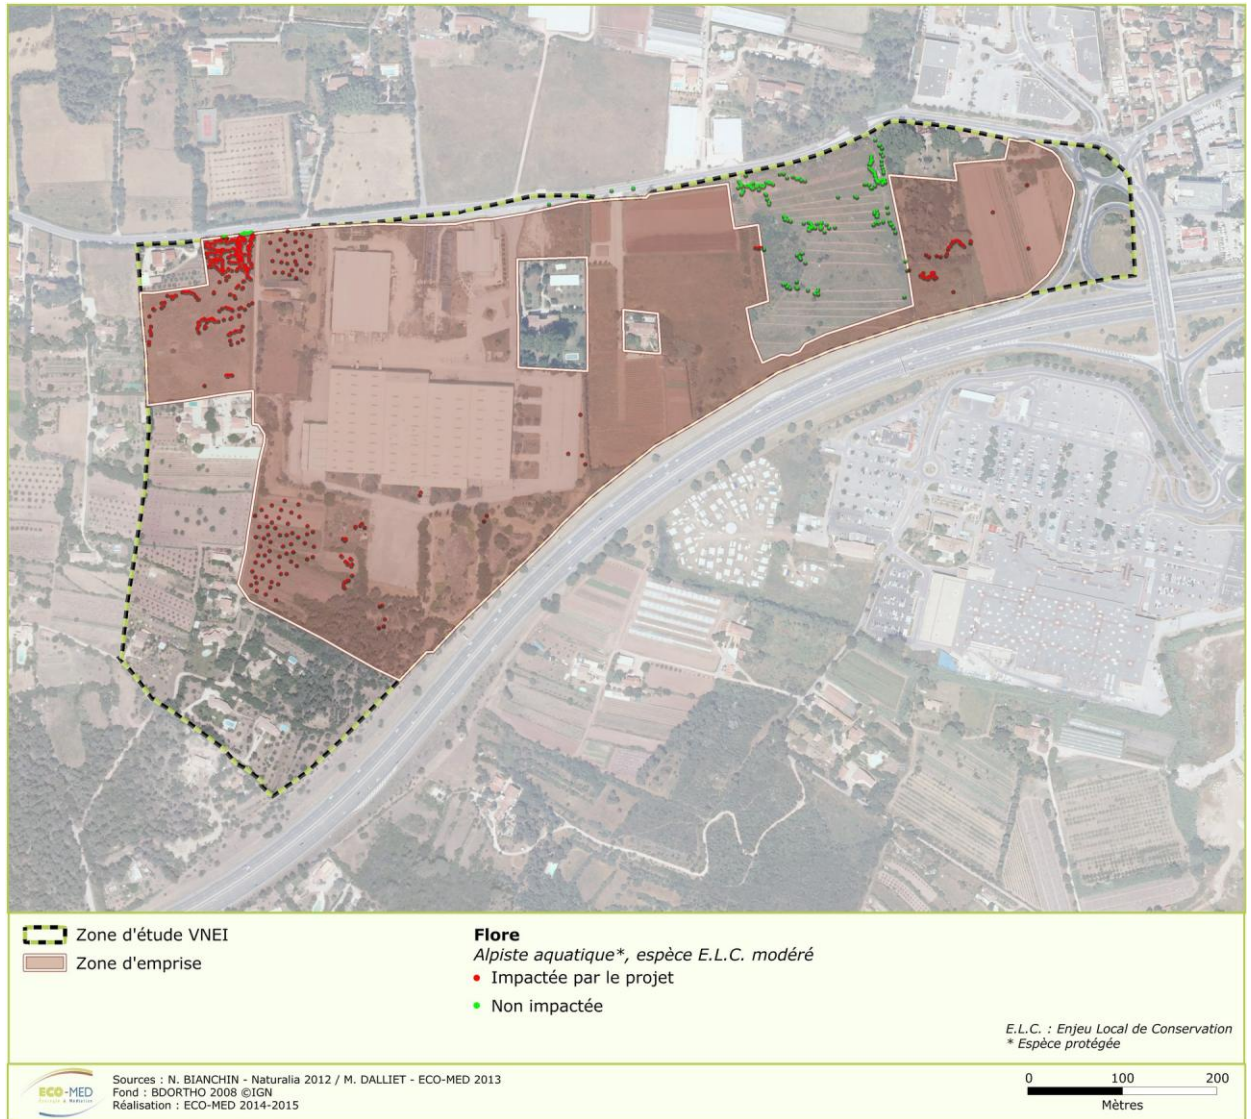 Zone d'étude VNEI
Zone d'emprise
Flore
Alpiste aquatique*, espèce E.L.C. modéré
Impactée par le projet
Non impactée
E.L.C. : Enjeu Local de Conservation
* Espèce protégée
ECO-MED
Sources : N. BIANCHIN - Naturalia 2012 / M. DALLIET - ECO-MED 2013
Fond : BDORTHO 2008 ©IGN
Réalisation : ECO-MED 2014-2015
0 100 200
Mètres